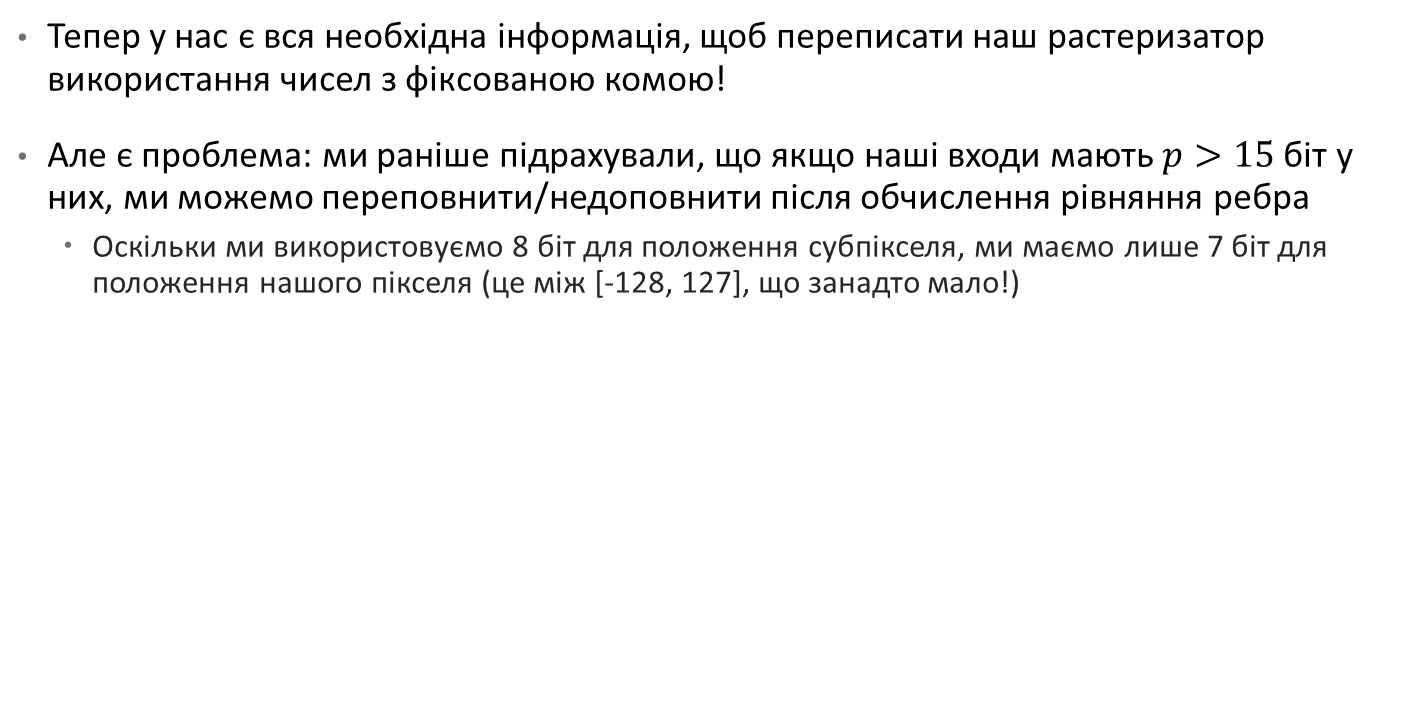 • Тепер у нас є вся необхідна інформація, щоб переписати наш растеризатор
використання чисел з фіксованою комою!
• Але є проблема: ми раніше підрахували, що якщо наші входи мають p > 15 біт у
них, ми можемо переповнити/недоповнити після обчислення рівняння ребра
• Оскільки ми використовуємо 8 біт для положення субпікселя, ми маємо лише 7 біт для
положення нашого пікселя (це між [-128, 127], що занадто мало!)